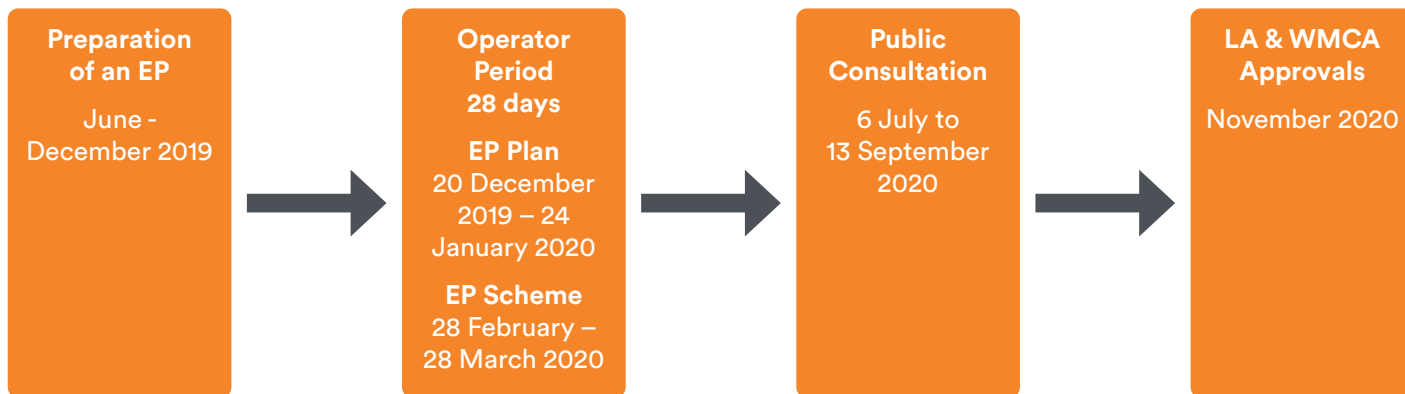 Preparation
of an EP
June -
December 2019
Operator
Period
28 days
EP Plan
20 December
2019 – 24
January 2020
EP Scheme
28 February –
28 March 2020
Public
Consultation
6 July to
13 September
2020
LA & WMCA
Approvals
November 2020